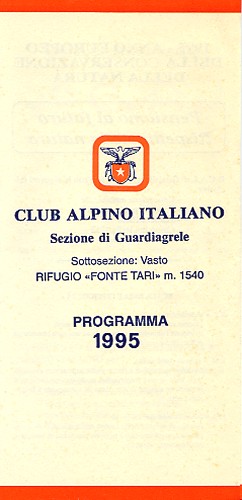 CLUB ALPINO ITALIANO
Sezione di Guardiagrele
Sottosezione: Vasto
RIFUGIO «FONTE TARI» m. 1540
PROGRAMMA
1995